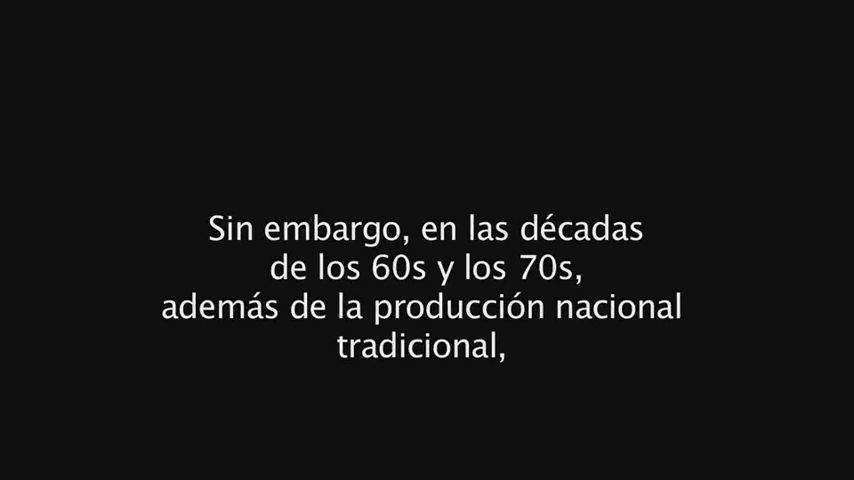 Sin embargo, en las décadas
de los 60s y los 70s,
además de la producción nacional
tradicional,